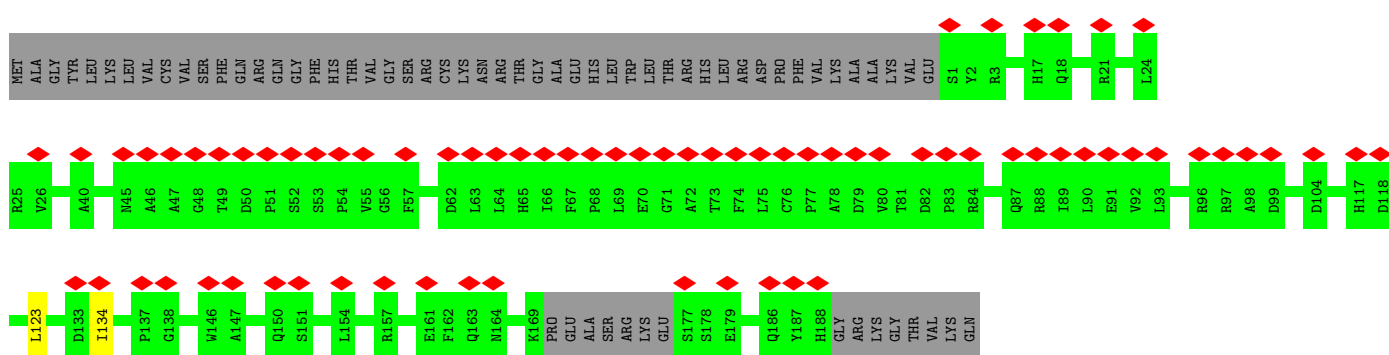 MET ALA GLY TYR LEU LYS LEU VAL CYS VAL SER PHE GLN ARG GLN GLY PHE HIS THR VAL GLY SER ARG CYS LYS ASN ARG THR GLY ALA GLU HIS LEU TRP LEU THR ARG HIS LEU ARG ASP PRO PHE VAL LYS ALA ALA LYS VAL GLU S1 Y2 R3 H17 Q18 R21 L24
R25 V26 A40 N45 A46 A47 G48 T49 D50 P51 S52 S53 P54 V55 G56 F57 D62 L63 L64 H65 I66 F67 P68 L69 E70 G71 A72 T73 F74 L75 C76 P77 A78 D79 V80 T81 D82 P83 R84 Q87 R88 I89 L90 E91 V92 L93 R96 R97 A98 D99 D104 H117 D118
L123 D133 I134 P137 G138 W146 A147 Q150 S151 L154 R157 E161 F162 Q163 N164 K169 PRO GLU ALA SER ARG LYS GLU S177 S178 E179 Q186 Y187 H188 GLY ARG LYS GLY THR VAL LYS GLN